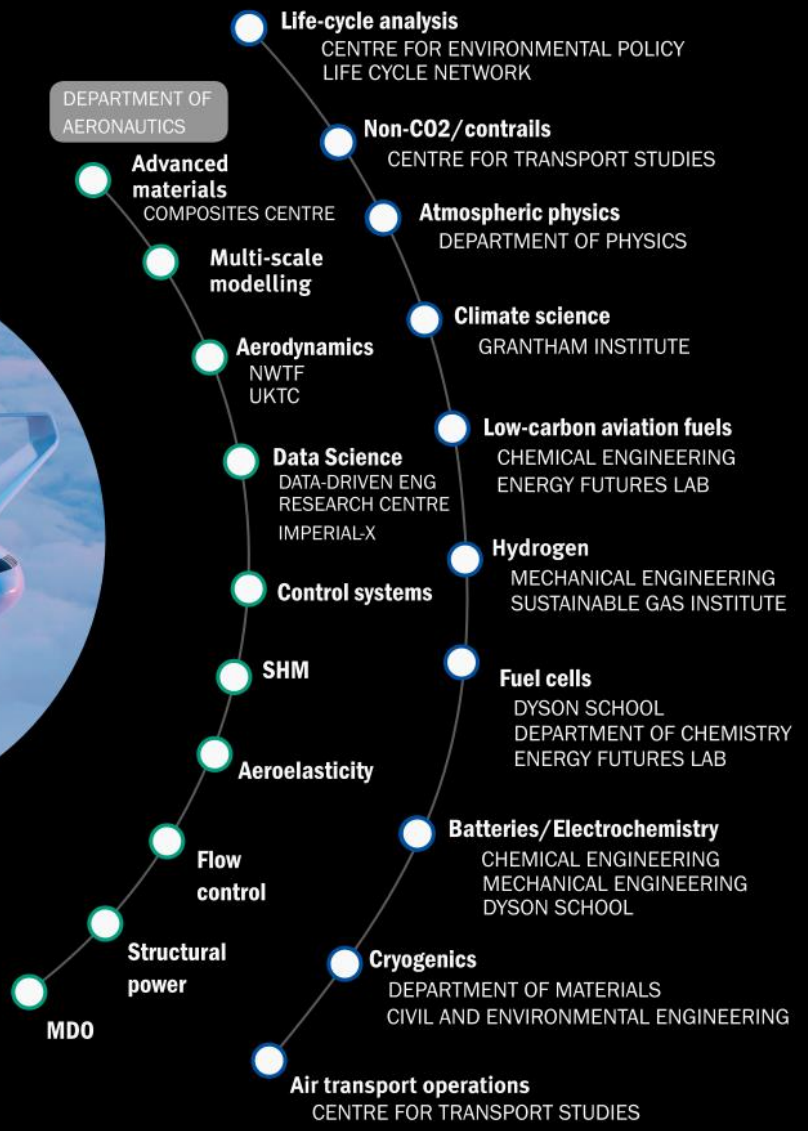 DEPARTMENT OF
AERONAUTICS
Advanced
materials
COMPOSITES CENTRE
Multi-scale
modelling
Aerodynamics
NWTF
UKTC
Data Science
DATA-DRIVEN ENG
RESEARCH CENTRE
IMPERIAL-X
Control systems
SHM
Aeroelasticity
Flow
control
Structural
power
MDO
Life-cycle analysis
CENTRE FOR ENVIRONMENTAL POLICY
LIFE CYCLE NETWORK
Non-CO2/contrails
CENTRE FOR TRANSPORT STUDIES
Atmospheric physics
DEPARTMENT OF PHYSICS
Climate science
GRANTHAM INSTITUTE
Low-carbon aviation fuels
CHEMICAL ENGINEERING
ENERGY FUTURES LAB
Hydrogen
MECHANICAL ENGINEERING
SUSTAINABLE GAS INSTITUTE
Fuel cells
DYSON SCHOOL
DEPARTMENT OF CHEMISTRY
ENERGY FUTURES LAB
Batteries/Electrochemistry
CHEMICAL ENGINEERING
MECHANICAL ENGINEERING
DYSON SCHOOL
Cryogenics
DEPARTMENT OF MATERIALS
CIVIL AND ENVIRONMENTAL ENGINEERING
Air transport operations
CENTRE FOR TRANSPORT STUDIES